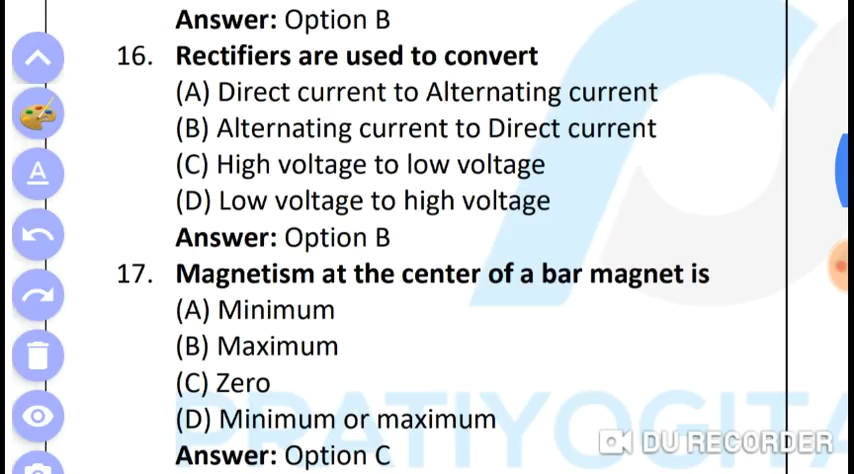 Answer: Option B
16. Rectifiers are used to convert
(A) Direct current to Alternating current
(B) Alternating current to Direct current
(C) High voltage to low voltage
(D) Low voltage to high voltage
Answer: Option B
17. Magnetism at the center of a bar magnet is
(A) Minimum
(B) Maximum
(C) Zero
(D) Minimum or maximum
PRATIYOGITA
DU RECORDER
Answer: Option C
A